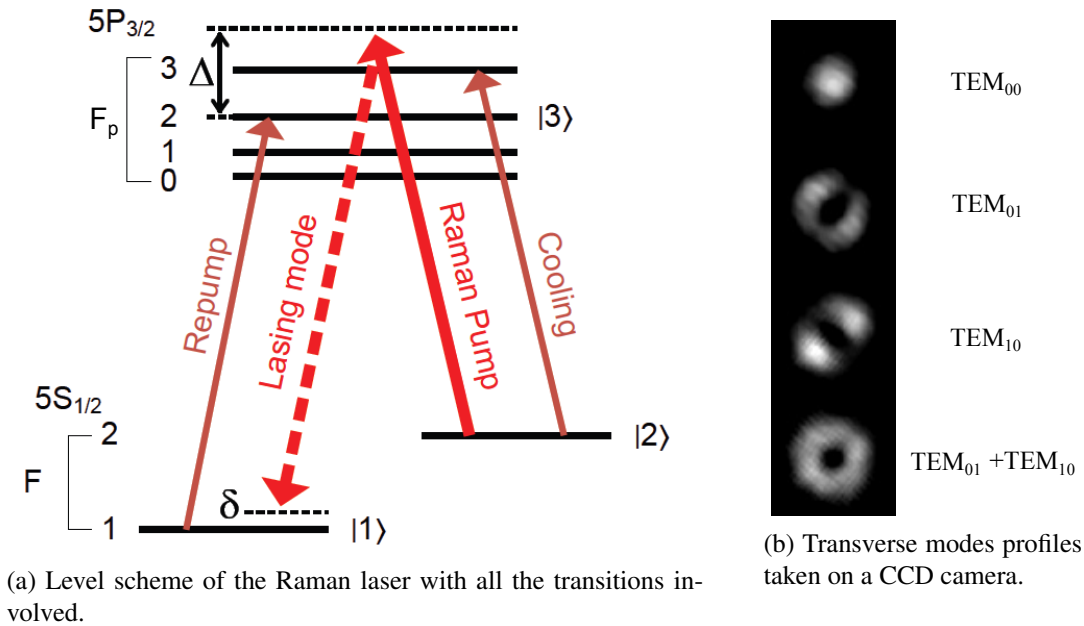 5P3/2
3
Δ
Fp
2
|3⟩
1
0
Repump
Lasing mode
Raman Pump
Cooling
5S1/2
2
|2⟩
F
δ
1
|1⟩
(a) Level scheme of the Raman laser with all the transitions in-
volved.
TEM00
TEM01
TEM10
TEM01 +TEM10
(b) Transverse modes profiles
taken on a CCD camera.